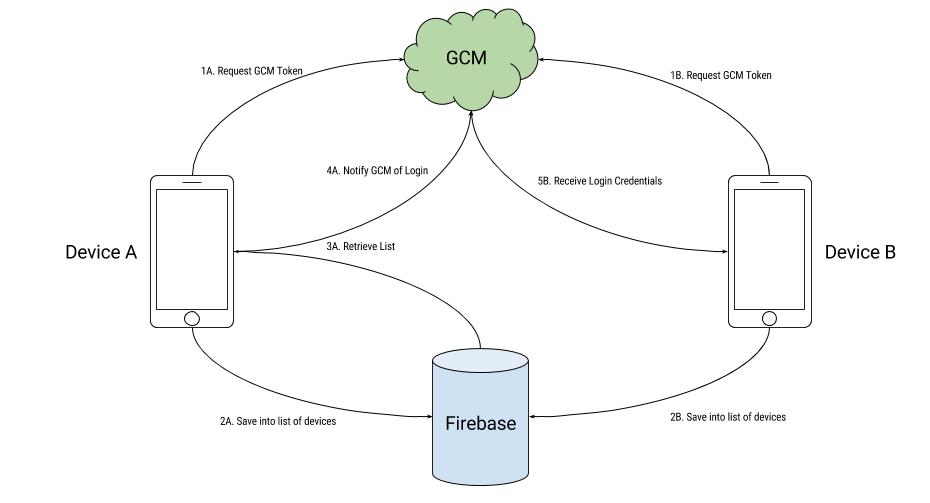 GCM
1A. Request GCM Token
1B. Request GCM Token
4A. Notify GCM of Login
5B. Receive Login Credentials
Device A
3A. Retrieve List
Device B
2A. Save into list of devices
Firebase
2B. Save into list of devices